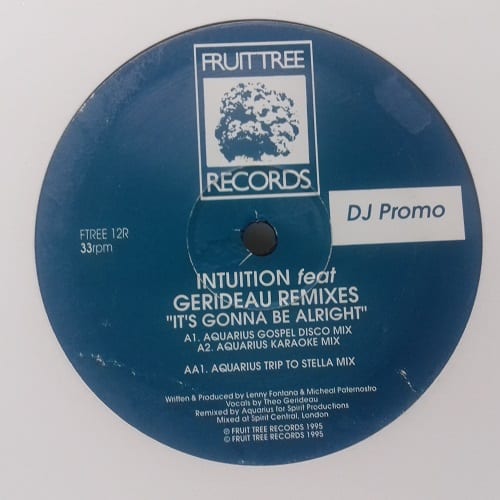 FRUITTREE
RECORDS
DJ Promo
FTREE 12R
33rpm
INTUITION feat
GERIDEAU REMIXES
"IT'S GONNA BE ALRIGHT"
A1. AQUARIUS GOSPEL DISCO MIX
A2. AQUARIUS KARAOKE MIX
AA1. AQUARIUS TRIP TO STELLA MIX
Written & Produced by Lenny Fontana & Micheal Paternostro
Vocals by Theo Gerideau
Remixed by Aquarius for Spirit Productions
Mixed at Spirit Central, London
℗ FRUIT TREE RECORDS 1995
© FRUIT TREE RECORDS 1995